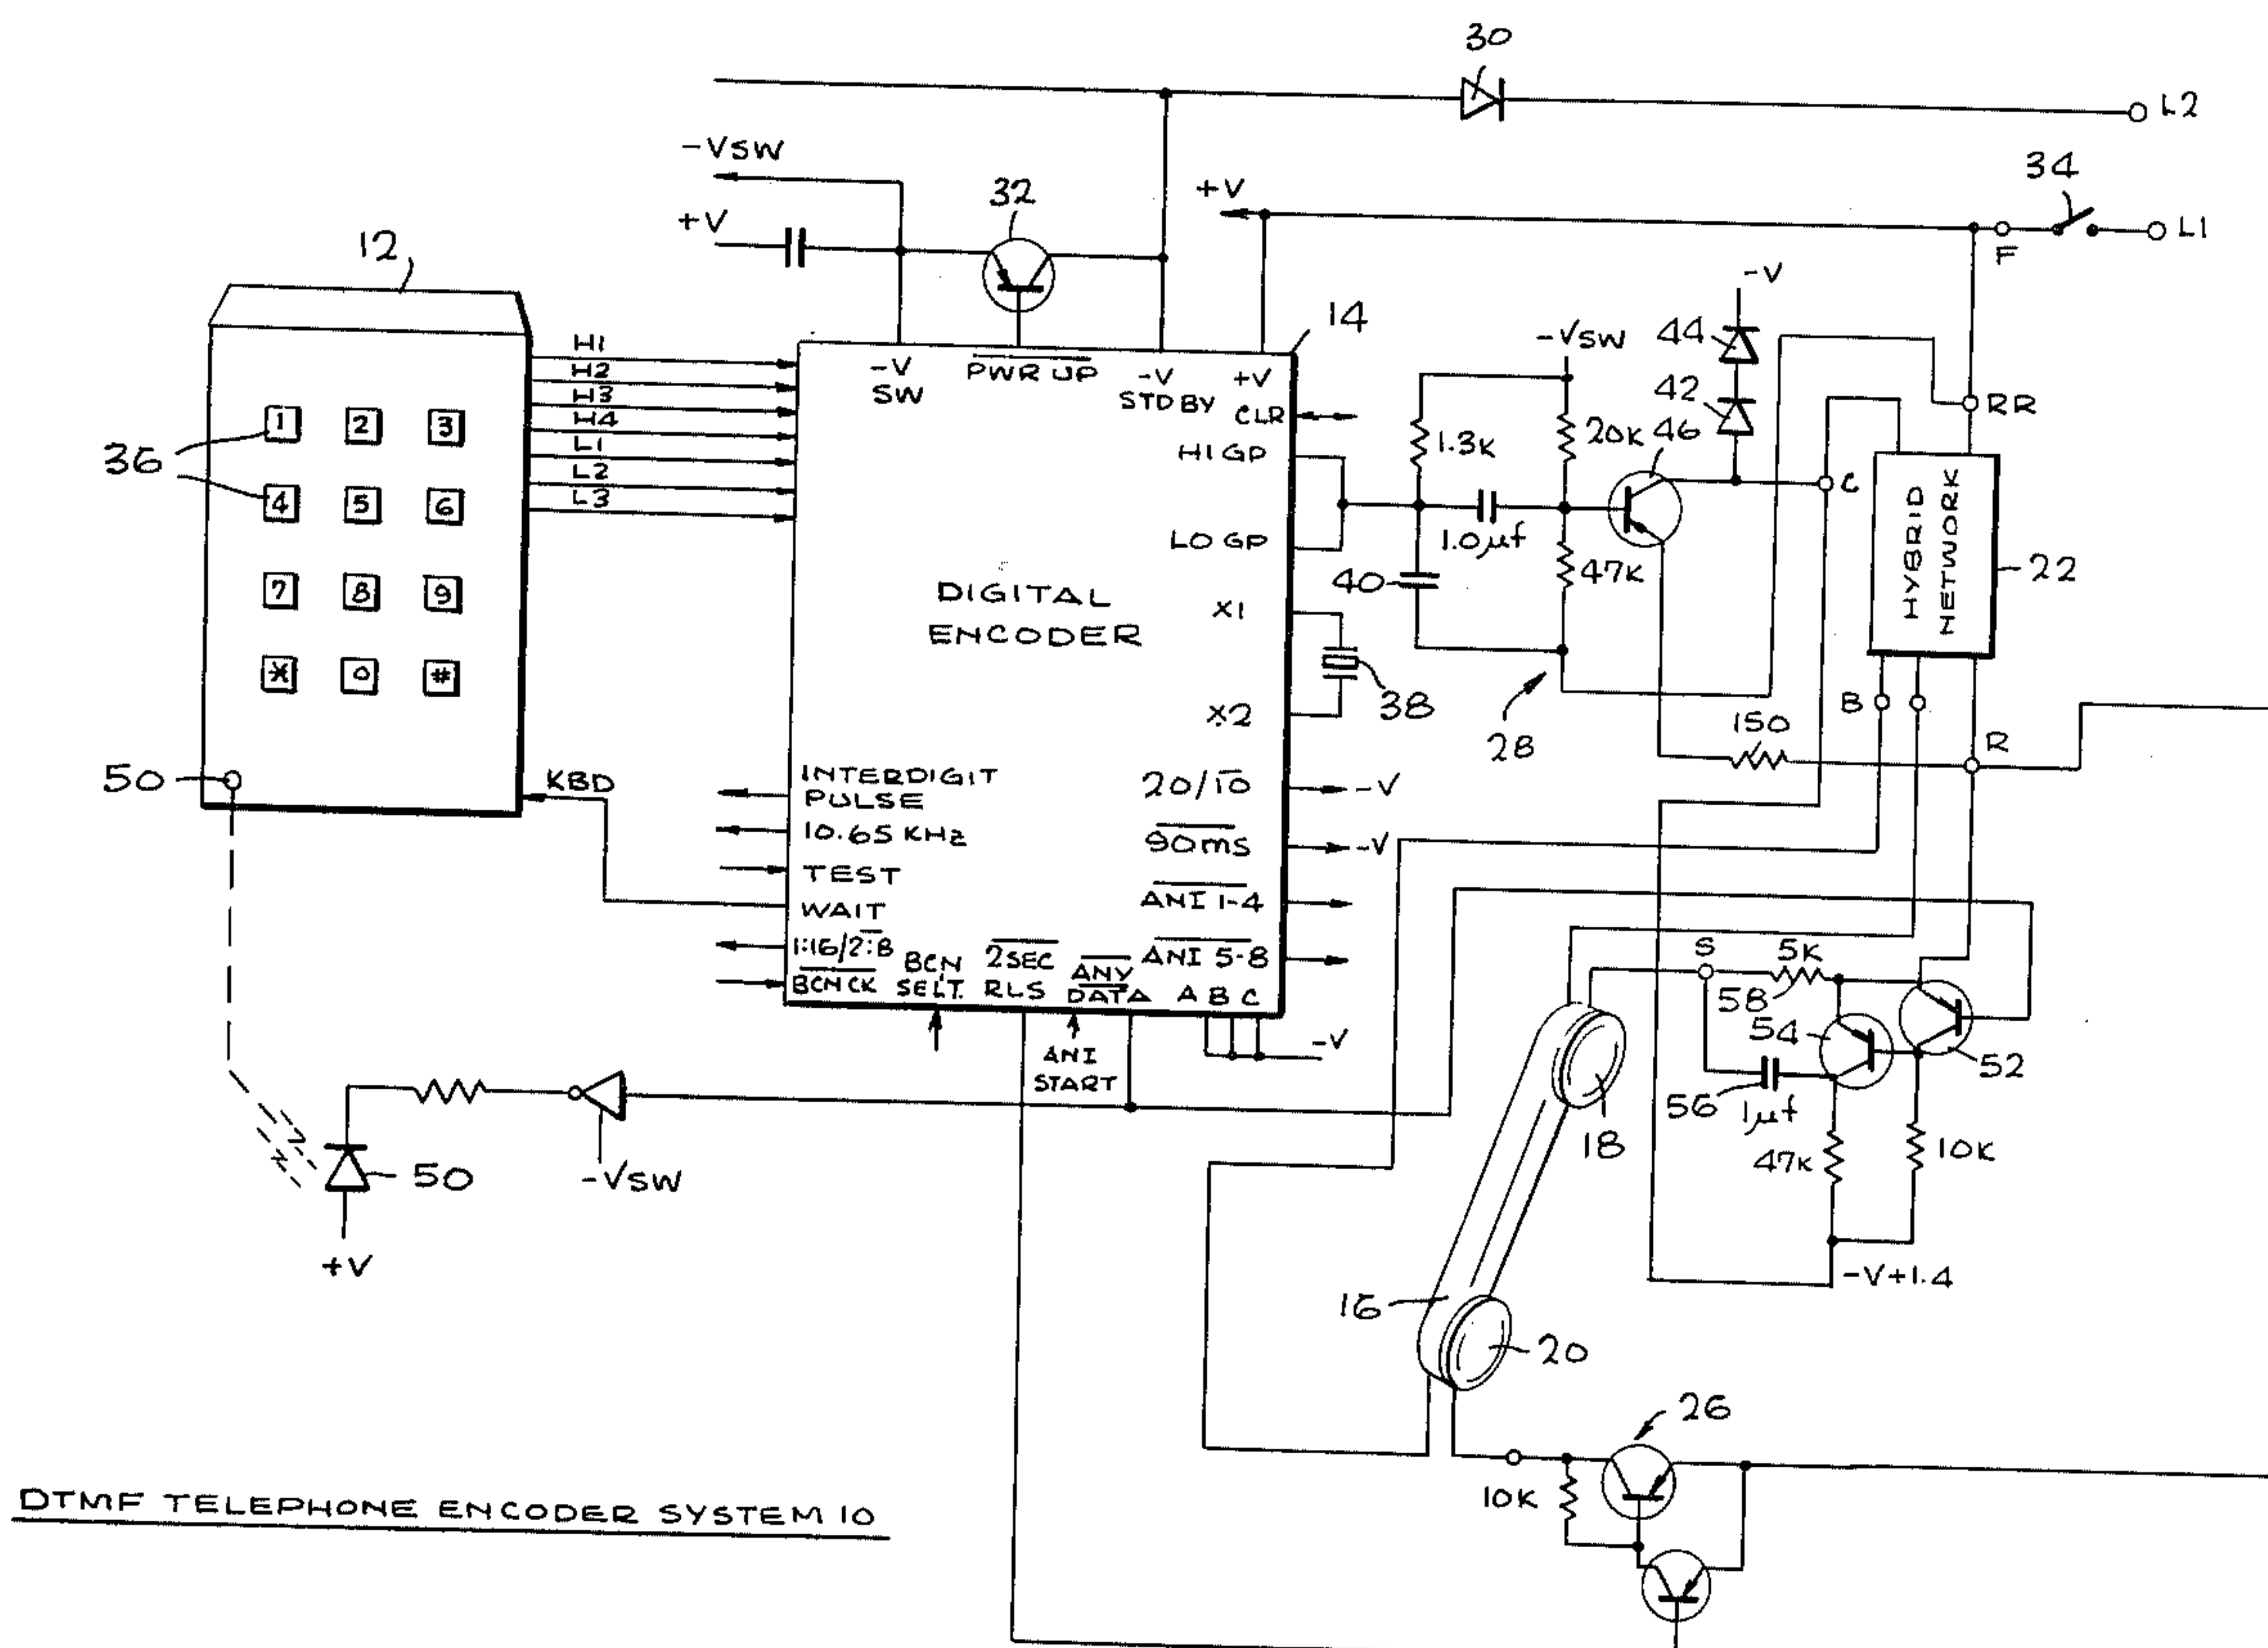 30
L2
-VSW
34
+V
32
+V
L1
F
12
-V
14
44
-VSW
H1
H2
H3
H4
L1
L2
L3
-V SW
PWR UP
-V STDBY
+V
CLR
42
RR
1
2
3
20K
46
1.3K
HI GP
36
C
4
5
6
HYBRID NETWORK
LO GP
1.0µf
40
47K
22
7
8
9
DIGITAL
ENCODER
X1
*
0
#
38
X2
B
28
150
R
50
KBD
INTERDIGIT
PULSE
20/10
-V
10.65 KHz
90ms
-V
TEST
WAIT
ANI 1-4
1:16/2:8
BCN
SELT.
2SEC
RLS
ANY
DATA
ANI 5-8
BCN CK
A B C
S
5K
58
54
52
-V
ANI
START
56
1µf
18
47K
10K
50
-VSW
+V
-V+1.4
16
20
26
10K
DTMF TELEPHONE ENCODER SYSTEM 10